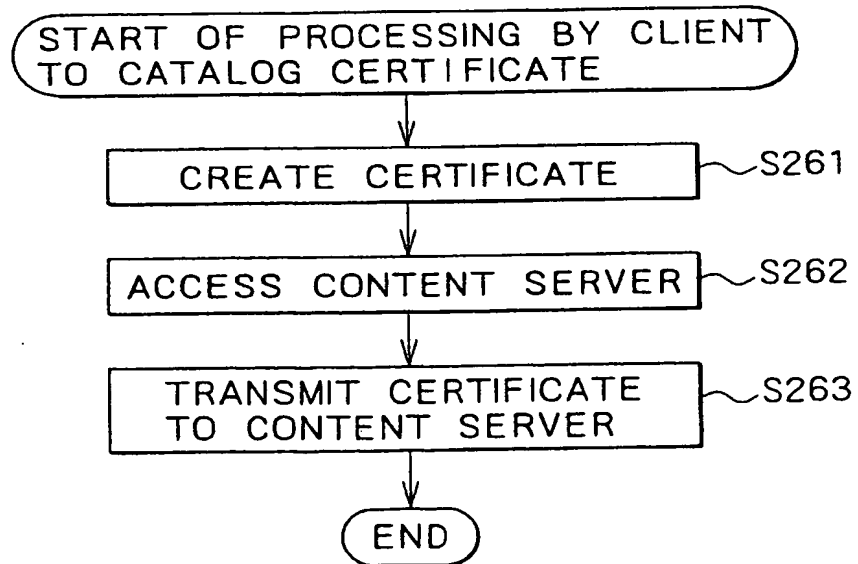 START OF PROCESSING BY CLIENT
TO CATALOG CERTIFICATE
CREATE CERTIFICATE
S261
ACCESS CONTENT SERVER
S262
TRANSMIT CERTIFICATE
TO CONTENT SERVER
S263
END